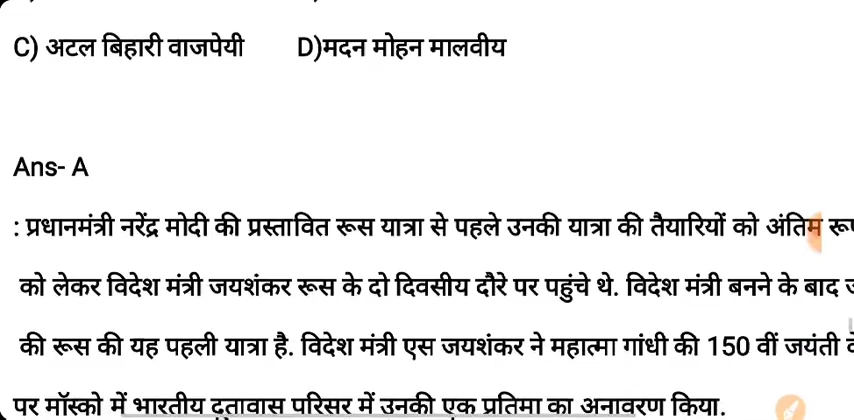 C) अटल बिहारी वाजपेयी D)मदन मोहन मालवीय
Ans- A
: प्रधानमंत्री नरेंद्र मोदी की प्रस्तावित रूस यात्रा से पहले उनकी यात्रा की तैयारियों को अंतिम
को लेकर विदेश मंत्री जयशंकर रूस के दो दिवसीय दौरे पर पहुंचे थे. विदेश मंत्री बनने के बाद
की रूस की यह पहली यात्रा है. विदेश मंत्री एस जयशंकर ने महात्मा गांधी की 150 वीं जयंती
पर मॉस्को में भारतीय दूतावास परिसर में उनकी एक प्रतिमा का अनावरण किया.